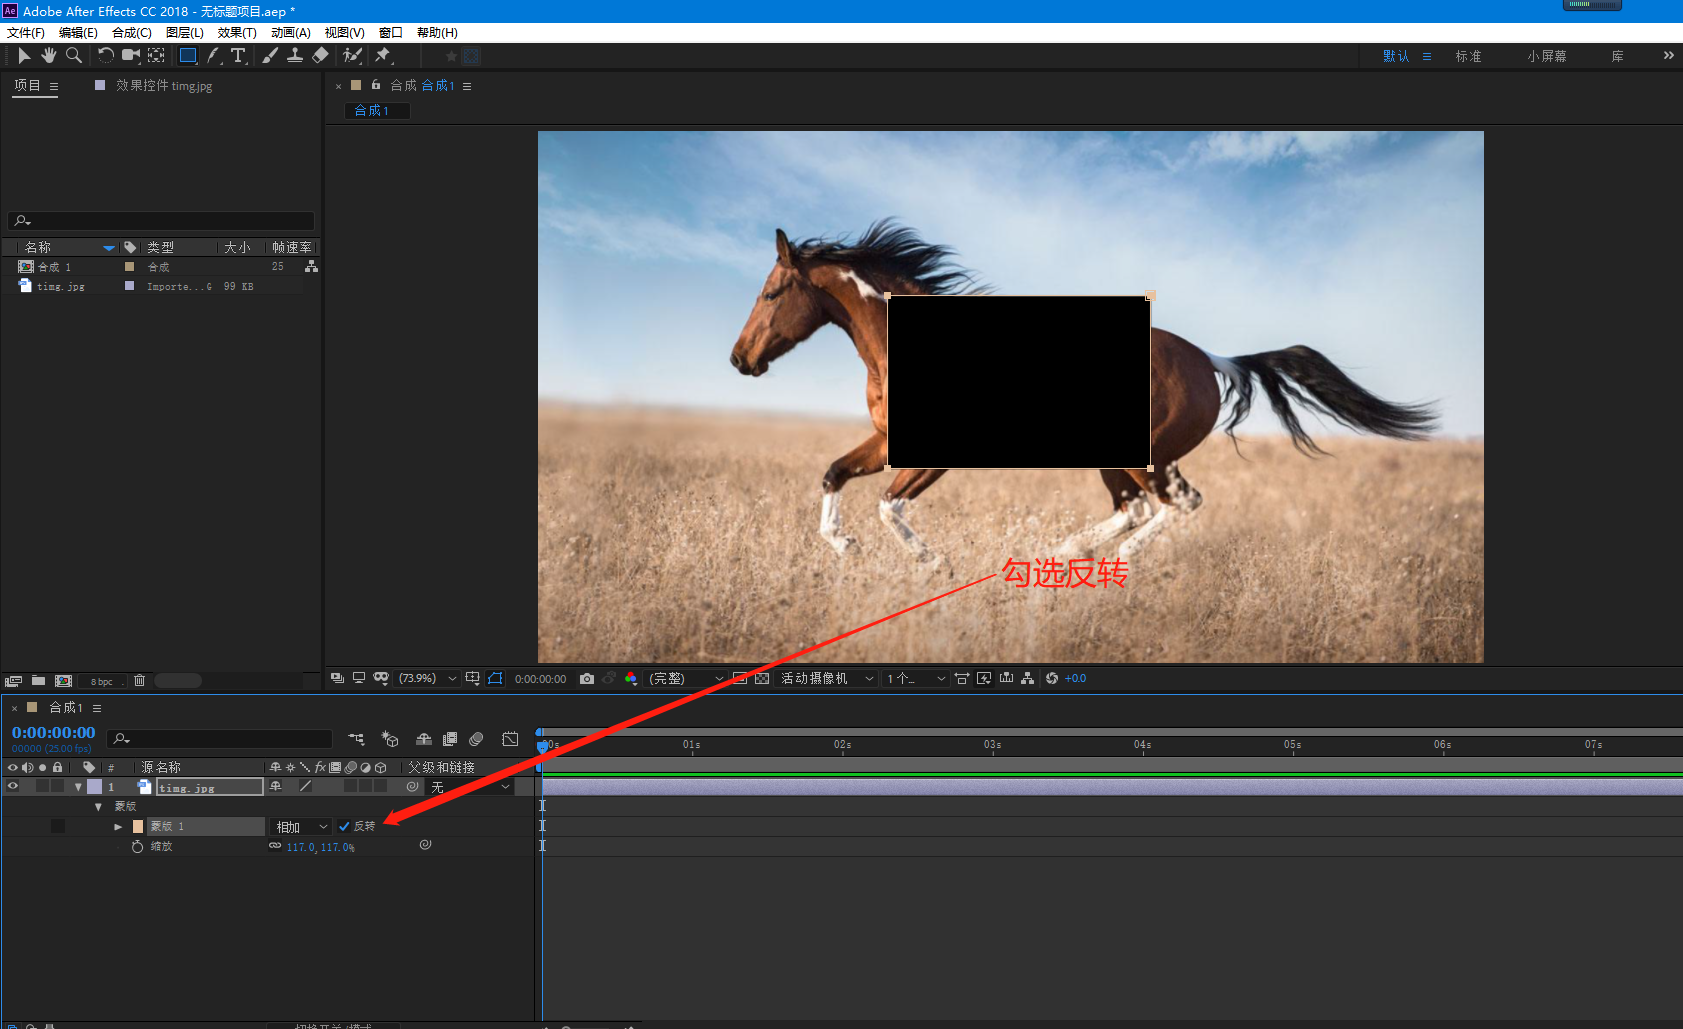 Ae Adobe After Effects CC 2018 - 无标题项目.aep *
文件(F) 编辑(E) 合成(C) 图层(L) 效果(T) 动画(A) 视图(V) 窗口 帮助(H)
默认 标准 小屏幕 库
项目 效果控件 timg.jpg
合成 合成1
合成1
名称 类型 大小 帧速率
合成 1 合成 25
timg.jpg Importe...G 99 KB
勾选反转
8 bpc
(73.9%) 0:00:00:00 (完整) 活动摄像机 1个... +0.0
合成1
0:00:00:00
00000 (25.00 fps)
00s 01s 02s 03s 04s 05s 06s 07s
# 源名称 fx 父级和链接
1 timg.jpg 无
蒙版
蒙版 1 相加 反转
缩放 117.0,117.0%
切换开关/模式